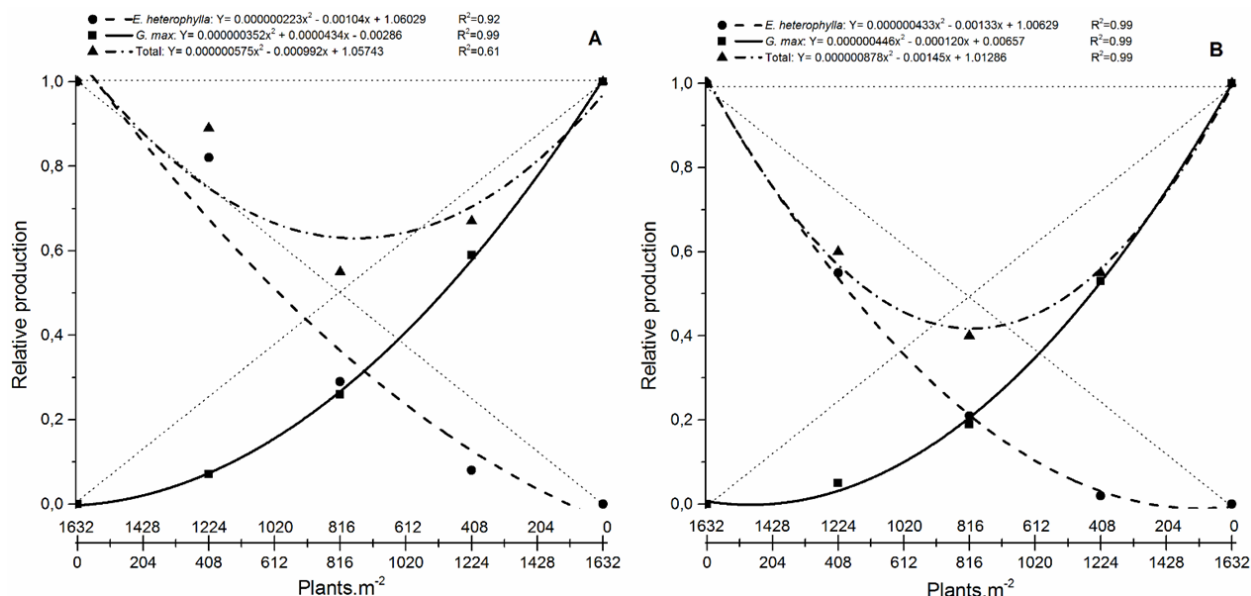 E. heterophylla: Y= 0.000000223x² - 0.00104x + 1.06029 R²=0.92
G. max: Y= 0.000000352x² + 0.0000434x - 0.00286 R²=0.99
Total: Y= 0.000000575x² - 0.000992x + 1.05743 R²=0.61
A
1,0
0,8
0,6
0,4
0,2
0,0
Relative production
1632 1428 1224 1020 816 612 408 204 0
0 204 408 612 816 1020 1224 1428 1632
Plants.m⁻²
E. heterophylla: Y= 0.000000433x² - 0.00133x + 1.00629 R²=0.99
G. max: Y= 0.000000446x² - 0.000120x + 0.00657 R²=0.99
Total: Y= 0.000000878x² - 0.00145x + 1.01286 R²=0.99
B
1,0
0,8
0,6
0,4
0,2
0,0
Relative production
1632 1428 1224 1020 816 612 408 204 0
0 204 408 612 816 1020 1224 1428 1632
Plants.m⁻²